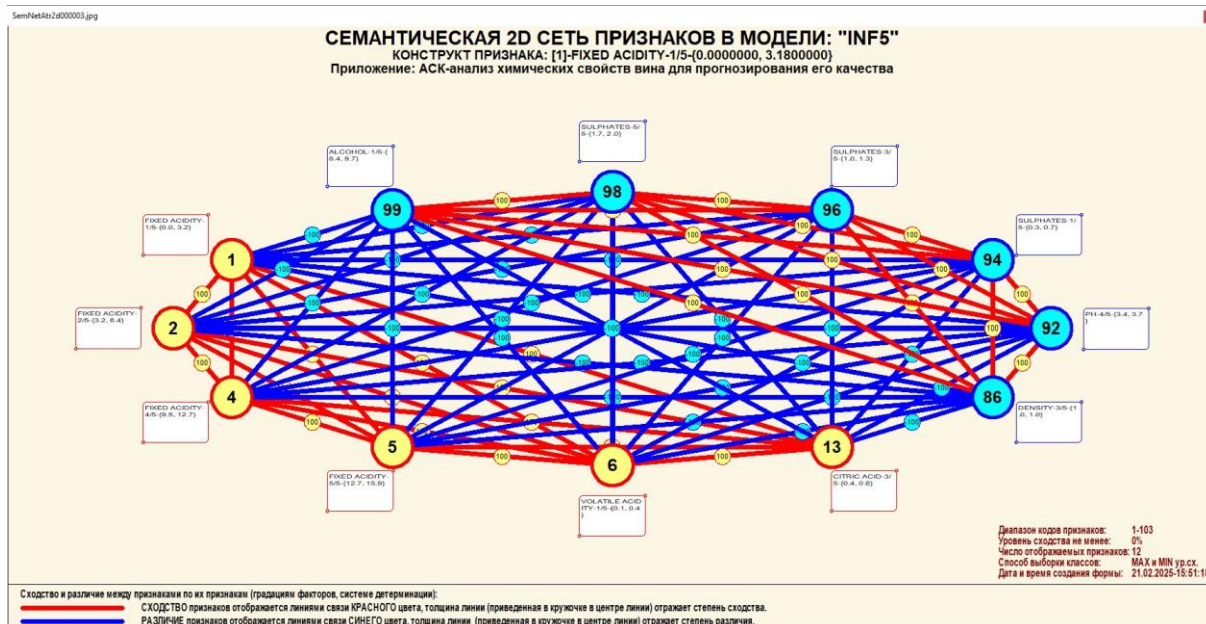 SemNetAtr2d000003.jpg
СЕМАНТИЧЕСКАЯ 2D СЕТЬ ПРИЗНАКОВ В МОДЕЛИ: "INF5"
КОНСТРУКТ ПРИЗНАКА: [1]-FIXED ACIDITY-1/5-{0.0000000, 3.1800000}
Приложение: АСК-анализ химических свойств вина для прогнозирования его качества
SULPHATES-5/
5-{1.7, 2.0}
ALCOHOL-1/5-{
8.4, 9.7}
SULPHATES-3/
5-{1.0, 1.3}
FIXED ACIDITY-
1/5-{0.0, 3.2}
SULPHATES-1/
5-{0.3, 0.7}
FIXED ACIDITY-
2/5-{3.2, 6.4}
PH-4/5-{3.4, 3.7
}
FIXED ACIDITY-
4/5-{9.5, 12.7}
DENSITY-3/5-{1
.0, 1.0}
FIXED ACIDITY-
5/5-{12.7, 15.9}
VOLATILE ACID
ITY-1/5-{0.1, 0.4
}
CITRIC ACID-3/
5-{0.4, 0.6}
98
99
96
1
94
2
92
4
86
5
6
13
100
-100
Диапазон кодов признаков: 1-103
Уровень сходства не менее: 0%
Число отображаемых признаков: 12
Способ выборки классов: MAX и MIN ур.сх.
Дата и время создания формы: 21.02.2025-15:51:18
Сходство и различие между признаками по их признакам (градациям факторов, системе детерминации):
СХОДСТВО признаков отображается линиями связи КРАСНОГО цвета, толщина линии (приведенная в кружочке в центре линии) отражает степень сходства.
РАЗЛИЧИЕ признаков отображается линиями связи СИНЕГО цвета, толщина линии (приведенная в кружочке в центре линии) отражает степень различия.